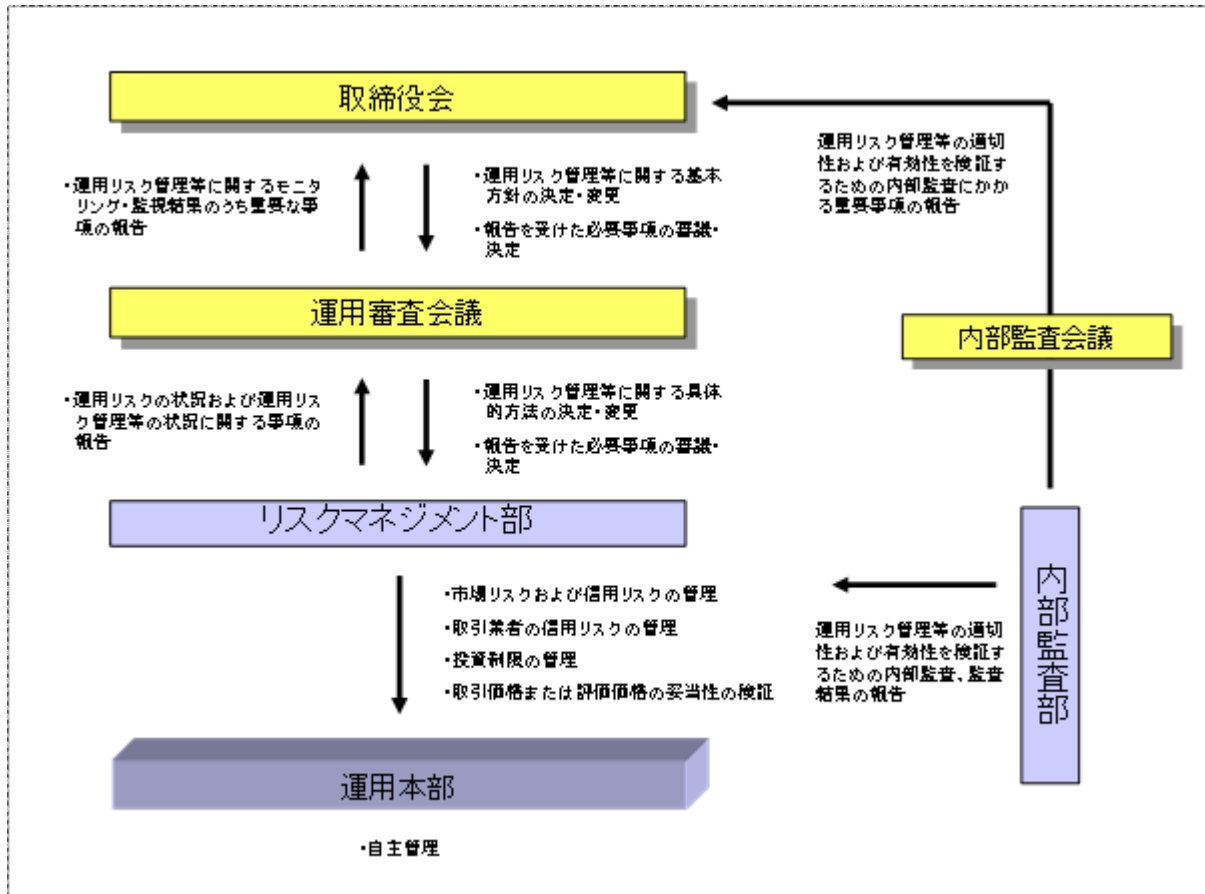 取締役会
・運用リスク管理等に関するモニタ
リング・監視結果のうち重要な事
項の報告
・運用リスク管理等に関する基本
方針の決定・変更
・報告を受けた必要事項の審議・
決定
運用リスク管理等の適切
性および有効性を検証す
るための内部監査にかか
る重要事項の報告
運用審査会議
内部監査会議
・運用リスクの状況および運用リス
ク管理等の状況に関する事項の
報告
・運用リスク管理等に関する具体
的方法の決定・変更
・報告を受けた必要事項の審議・
決定
リスクマネジメント部
・市場リスクおよび信用リスクの管理
・取引業者の信用リスクの管理
・投資制限の管理
・取引価格または評価価格の妥当性の検証
運用リスク管理等の適切
性および有効性を検証す
るための内部監査、監査
結果の報告
内部監査部
運用本部
・自主管理